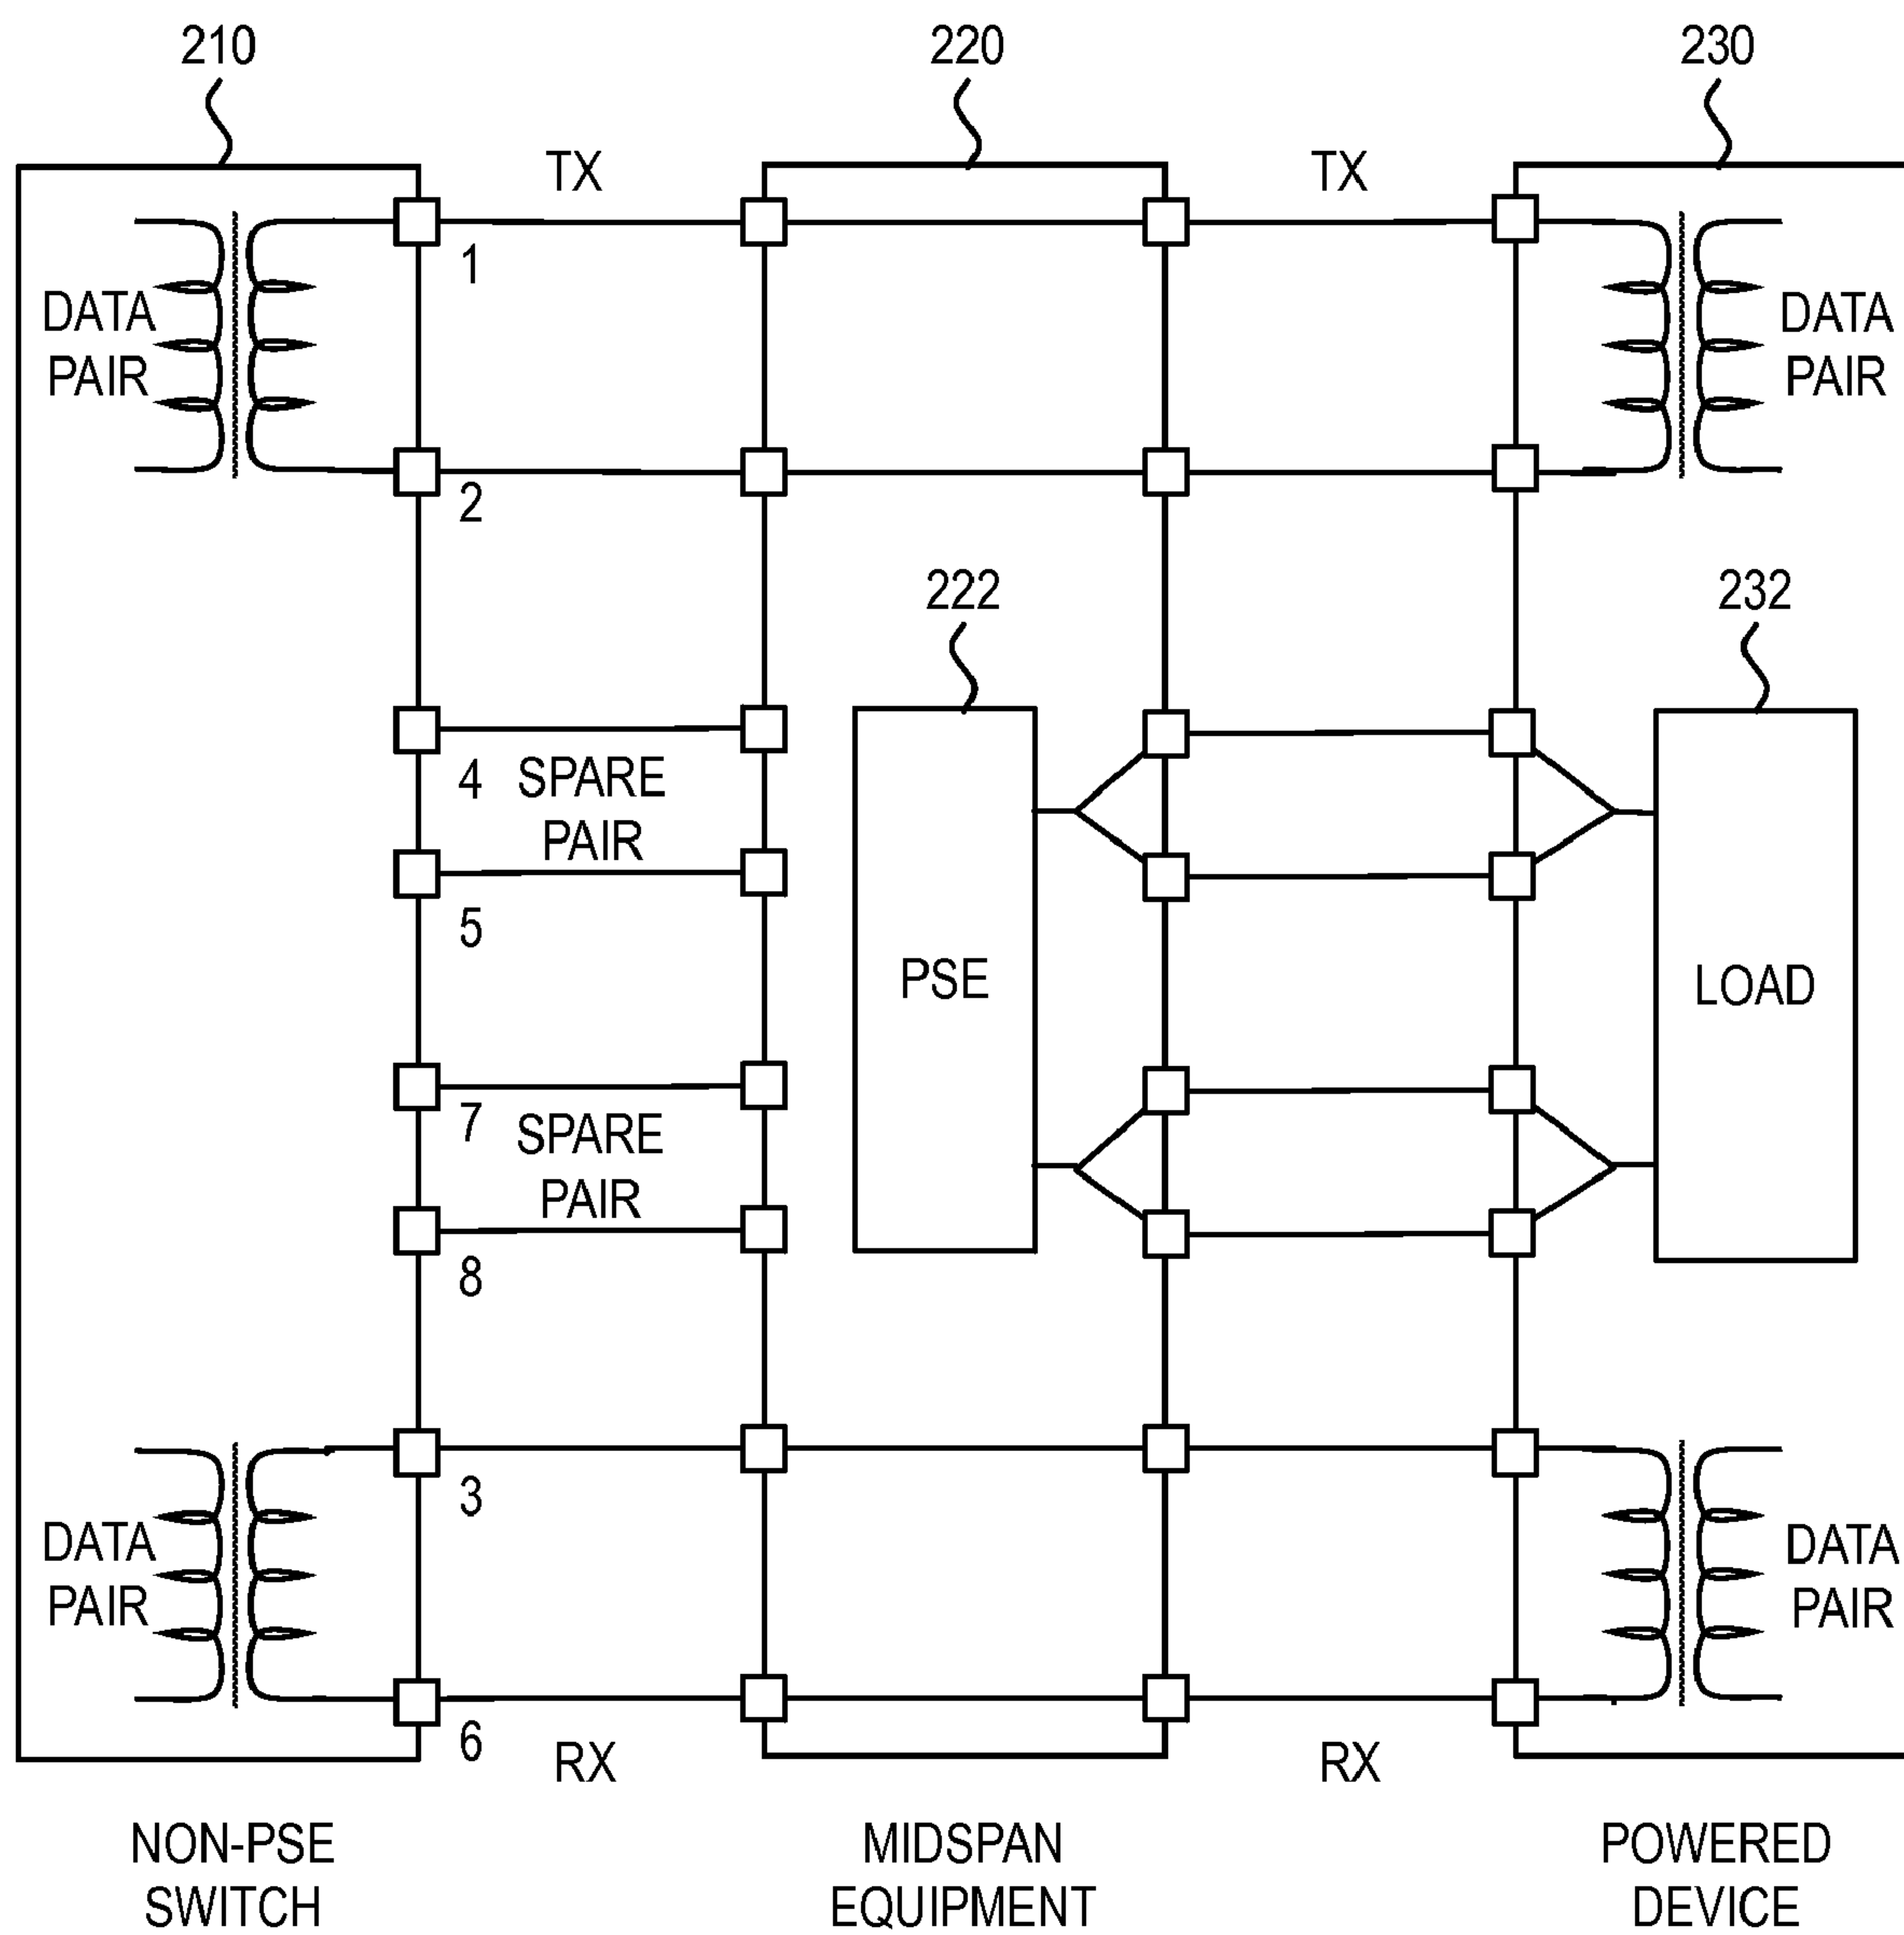 210
220
230
TX
TX
1
DATA
PAIR
DATA
PAIR
2
222
232
4
SPARE
PAIR
5
PSE
LOAD
7
SPARE
PAIR
8
3
DATA
PAIR
DATA
PAIR
6
RX
RX
NON-PSE
SWITCH
MIDSPAN
EQUIPMENT
POWERED
DEVICE